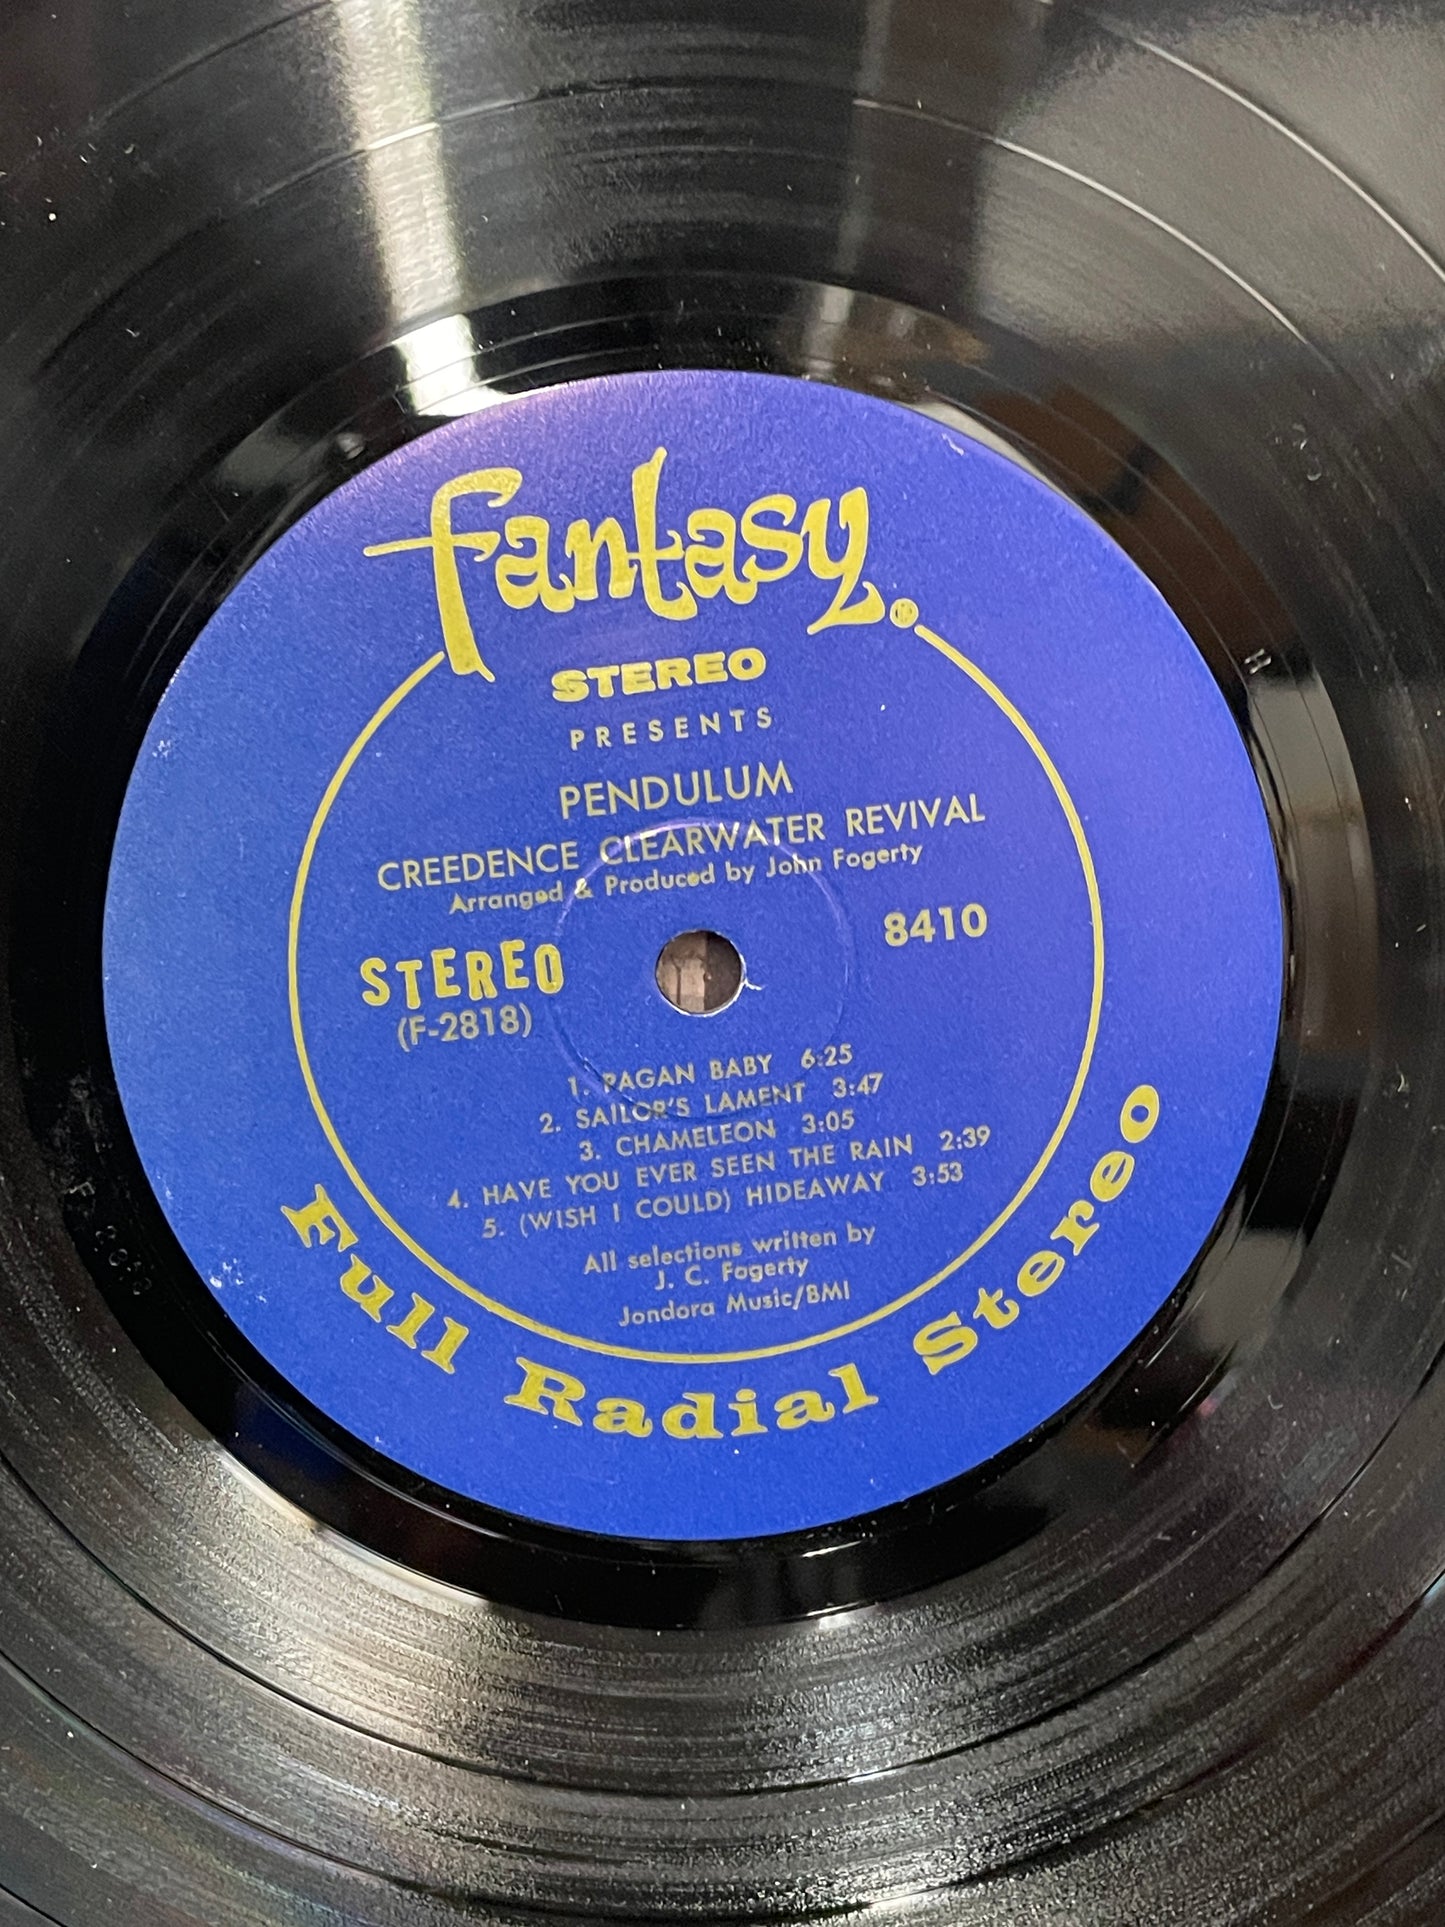 fantasy®
STEREO
PRESENTS
PENDULUM
CREEDENCE CLEARWATER REVIVAL
Arranged & Produced by John Fogerty
8410
STEREO
(F-2818)
1. PAGAN BABY 6:25
2. SAILOR'S LAMENT 3:47
3. CHAMELEON 3:05
4. HAVE YOU EVER SEEN THE RAIN 2:39
5. (WISH I COULD) HIDEAWAY 3:53
All selections written by
J. C. Fogerty
Jondora Music/BMI
Full Radial Stereo